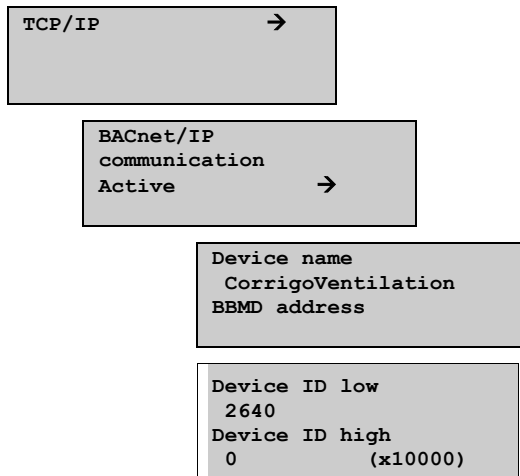 TCP/IP →
BACnet/IP
communication
Active →
Device name
CorrigoVentilation
BBMD address
Device ID low
2640
Device ID high
0 (x10000)